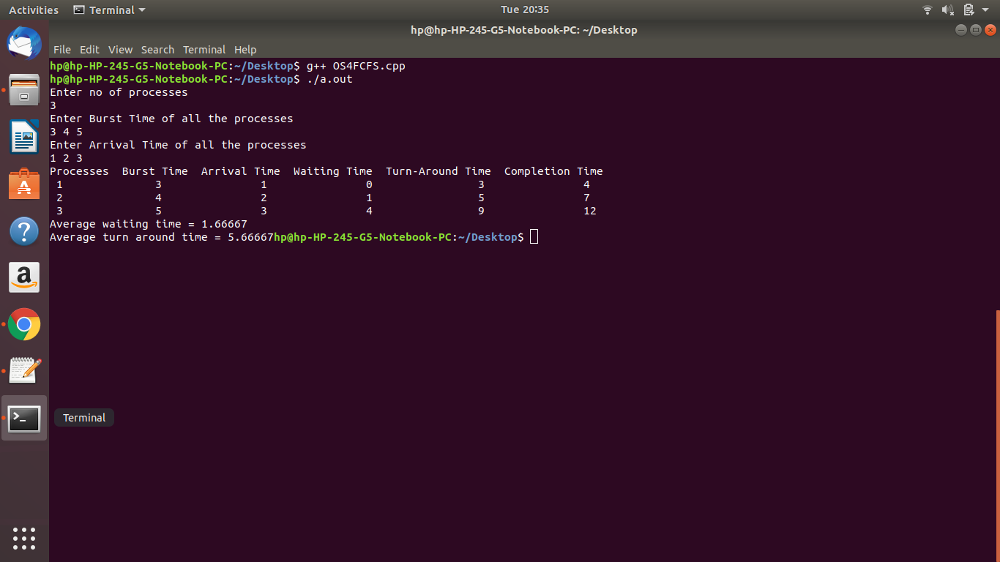 Activities Terminal Tue 20:35
hp@hp-HP-245-G5-Notebook-PC: ~/Desktop
File Edit View Search Terminal Help
hp@hp-HP-245-G5-Notebook-PC:~/Desktop$ g++ OS4FCFS.cpp
hp@hp-HP-245-G5-Notebook-PC:~/Desktop$ ./a.out
Enter no of processes
3
Enter Burst Time of all the processes
3 4 5
Enter Arrival Time of all the processes
1 2 3
Processes  Burst Time  Arrival Time  Waiting Time  Turn-Around Time  Completion Time
 1              3               1               0                3               4
 2              4               2               1                5               7
 3              5               3               4                9               12
Average waiting time = 1.66667
Average turn around time = 5.66667hp@hp-HP-245-G5-Notebook-PC:~/Desktop$
Terminal